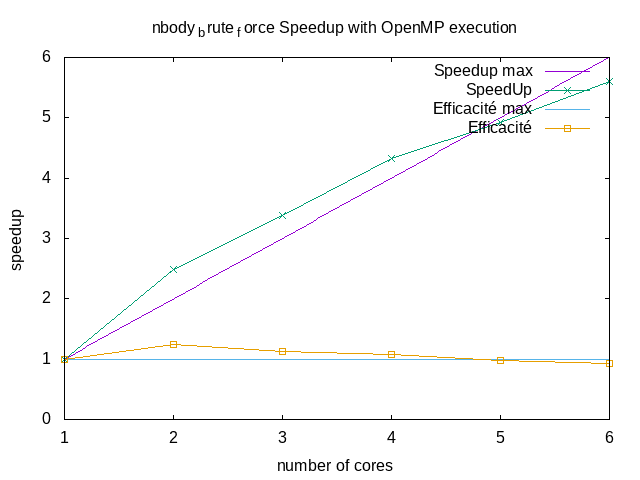 nbody_brute_force Speedup with OpenMP execution
6
5
4
3
2
1
0
1 2 3 4 5 6
speedup
number of cores
Speedup max
SpeedUp
Efficacité max
Efficacité